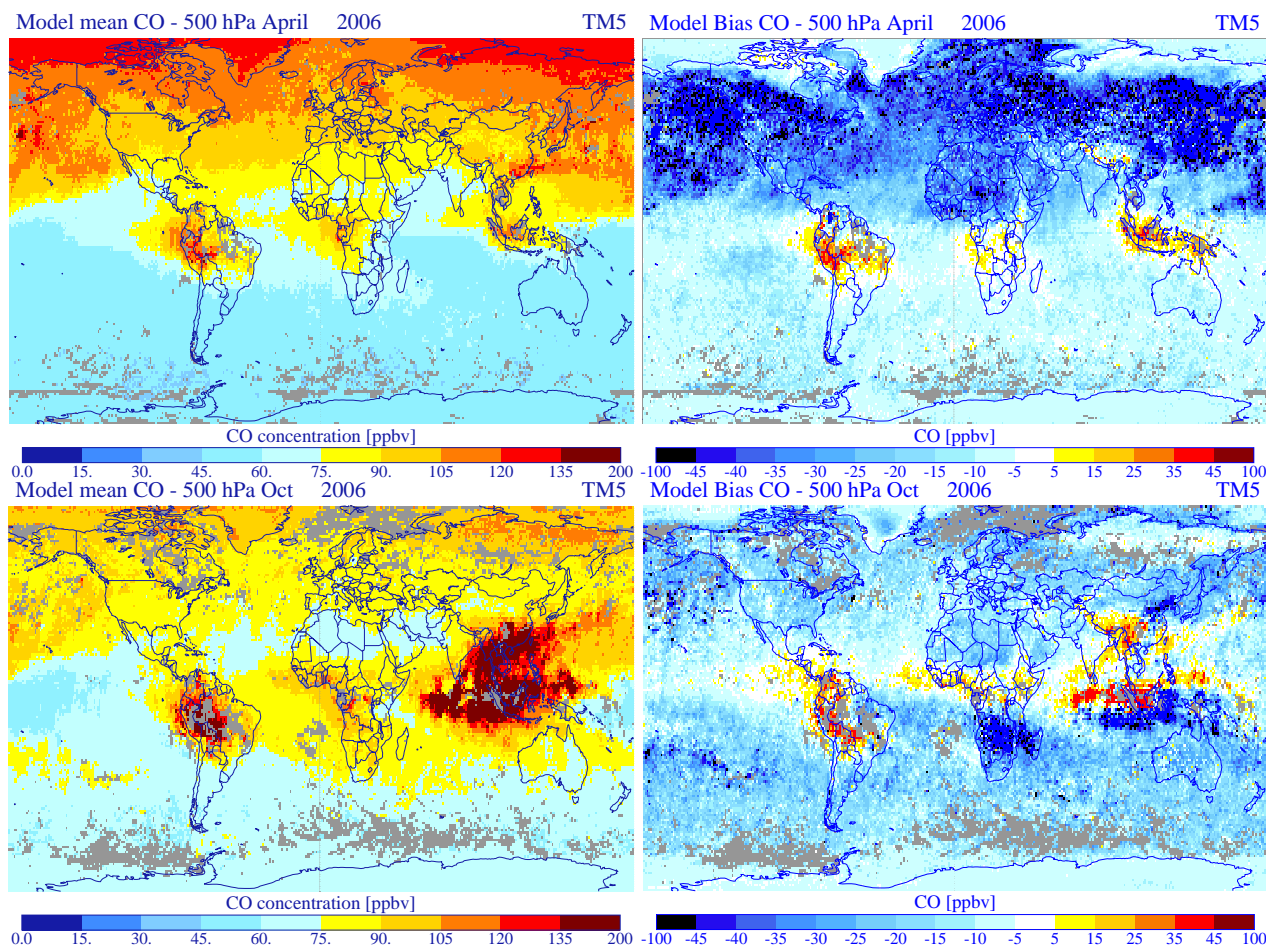 Model mean CO - 500 hPa April 2006 TM5
Model Bias CO - 500 hPa April 2006 TM5
CO concentration [ppbv]
0.0 15. 30. 45. 60. 75. 90. 105 120 135 200
CO [ppbv]
-100 -45 -40 -35 -30 -25 -20 -15 -10 -5 5 15 25 35 45 100
Model mean CO - 500 hPa Oct 2006 TM5
Model Bias CO - 500 hPa Oct 2006 TM5
CO concentration [ppbv]
0.0 15. 30. 45. 60. 75. 90. 105 120 135 200
CO [ppbv]
-100 -45 -40 -35 -30 -25 -20 -15 -10 -5 5 15 25 35 45 100